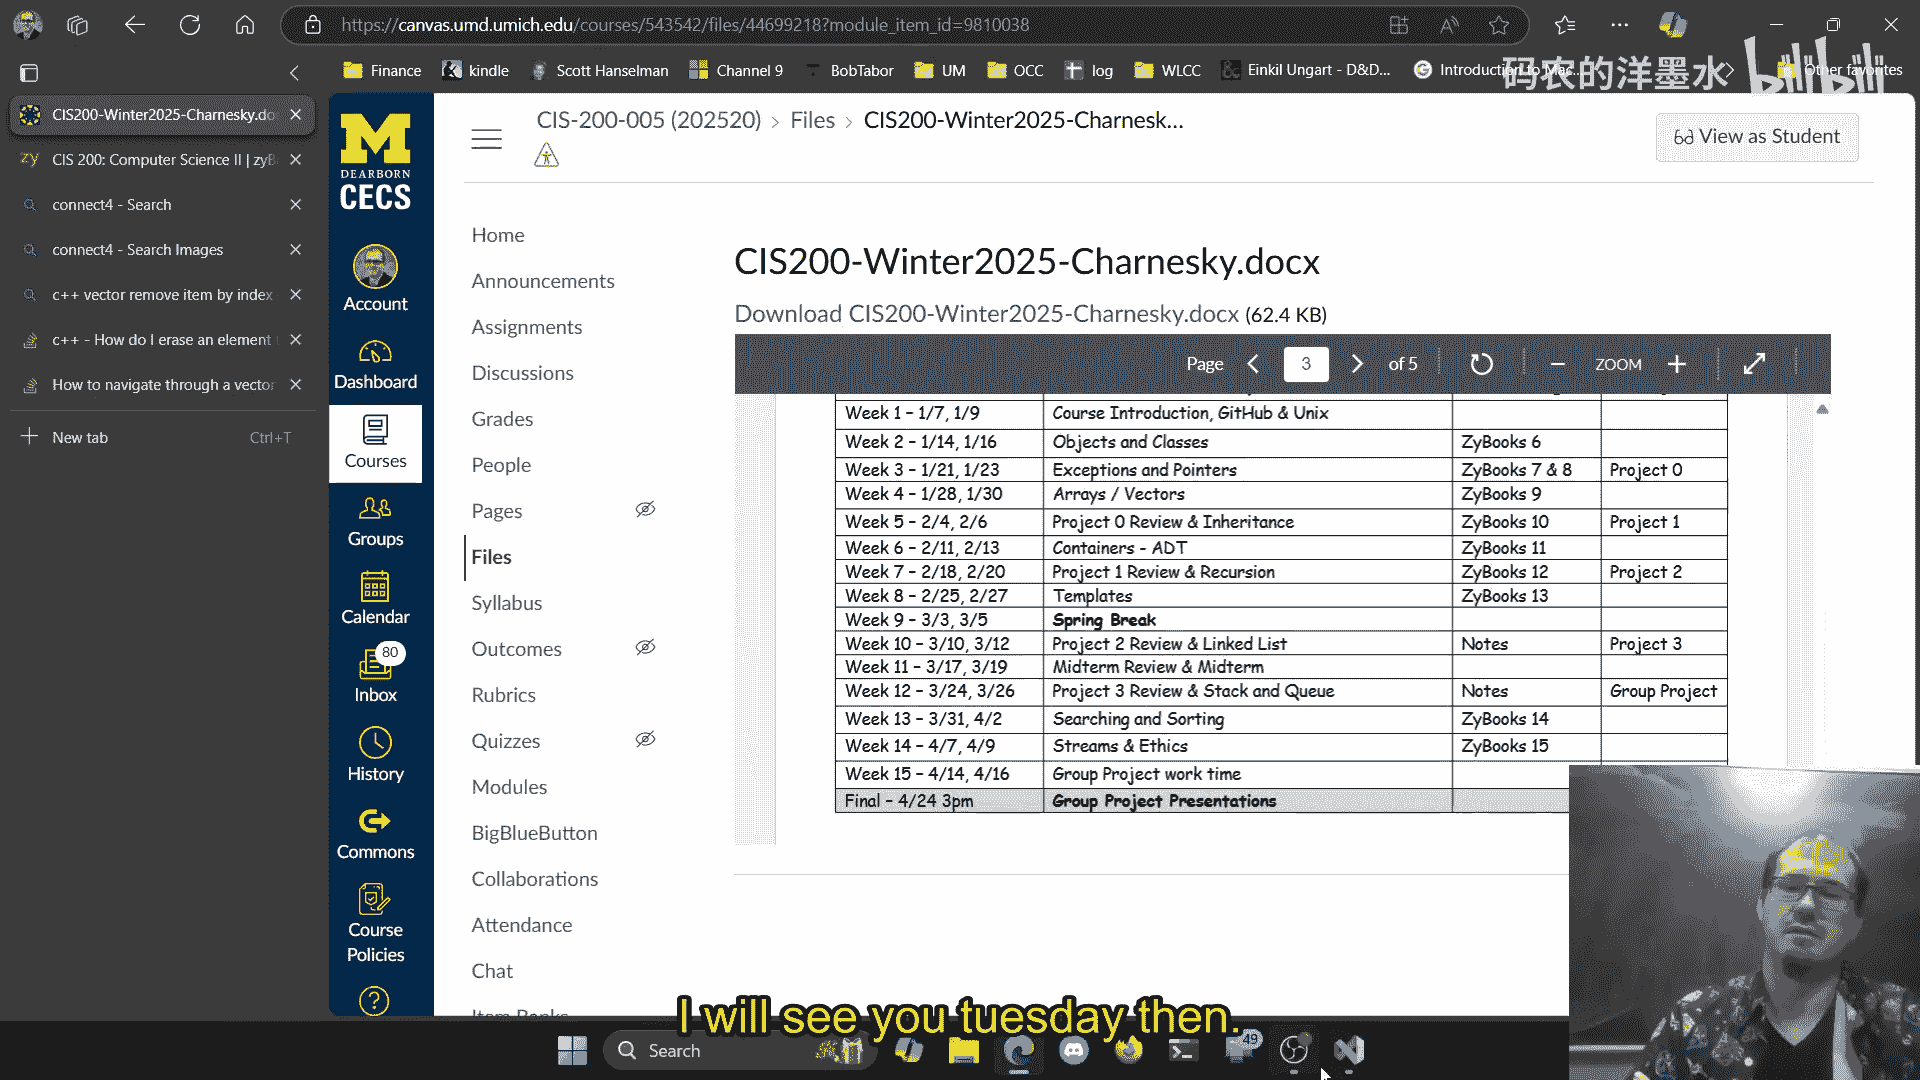 https://canvas.umd.umich.edu/courses/543542/files/44699218?module_item_id=9810038
Finance
kindle
Scott Hanselman
Channel 9
BobTabor
UM
OCC
log
WLCC
Einkil Ungart - D&D...
Introduction to Mac...
Other favorites
码农的洋墨水
bilibili
CIS200-Winter2025-Charnesky.do
CIS 200: Computer Science II | zyB
connect4 - Search
connect4 - Search Images
c++ vector remove item by index
c++ - How do I erase an element
How to navigate through a vector
New tab
Ctrl+T
M
DEARBORN
CECS
Account
Dashboard
Courses
Groups
Calendar
80
Inbox
History
Commons
Course
Policies
CIS-200-005 (202520) > Files > CIS200-Winter2025-Charnesk...
View as Student
Home
Announcements
Assignments
Discussions
Grades
People
Pages
Files
Syllabus
Outcomes
Rubrics
Quizzes
Modules
BigBlueButton
Collaborations
Attendance
Chat
CIS200-Winter2025-Charnesky.docx
Download CIS200-Winter2025-Charnesky.docx (62.4 KB)
Page 3 of 5 ZOOM
Week 1 – 1/7, 1/9 Course Introduction, GitHub & Unix
Week 2 – 1/14, 1/16 Objects and Classes ZyBooks 6
Week 3 – 1/21, 1/23 Exceptions and Pointers ZyBooks 7 & 8 Project 0
Week 4 – 1/28, 1/30 Arrays / Vectors ZyBooks 9
Week 5 – 2/4, 2/6 Project 0 Review & Inheritance ZyBooks 10 Project 1
Week 6 – 2/11, 2/13 Containers - ADT ZyBooks 11
Week 7 – 2/18, 2/20 Project 1 Review & Recursion ZyBooks 12 Project 2
Week 8 – 2/25, 2/27 Templates ZyBooks 13
Week 9 – 3/3, 3/5 Spring Break
Week 10 – 3/10, 3/12 Project 2 Review & Linked List Notes Project 3
Week 11 – 3/17, 3/19 Midterm Review & Midterm
Week 12 – 3/24, 3/26 Project 3 Review & Stack and Queue Notes Group Project
Week 13 – 3/31, 4/2 Searching and Sorting ZyBooks 14
Week 14 – 4/7, 4/9 Streams & Ethics ZyBooks 15
Week 15 – 4/14, 4/16 Group Project work time
Final – 4/24 3pm Group Project Presentations
I will see you tuesday then.
Search
49